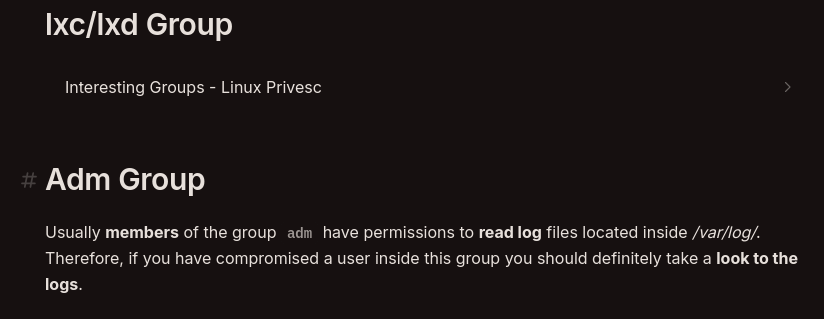 lxc/lxd Group
Interesting Groups - Linux Privesc
# Adm Group
Usually members of the group adm have permissions to read log files located inside /var/log/.
Therefore, if you have compromised a user inside this group you should definitely take a look to the
logs.